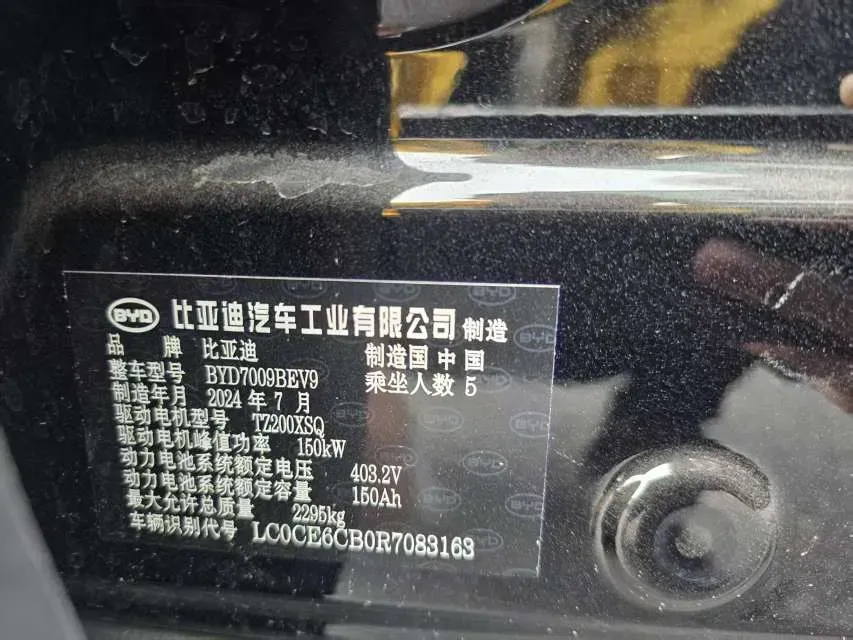 BYD 比亚迪汽车工业有限公司 制造
品 牌 比亚迪 制造国 中国
整车型号 BYD7009BEV9 乘坐人数 5
制造年月 2024 年 7 月
驱动电机型号 TZ200XSQ
驱动电机峰值功率 150kW
动力电池系统额定电压 403.2V
动力电池系统额定容量 150Ah
最大允许总质量 2295kg
车辆识别代号 LC0CE6CB0R7083163